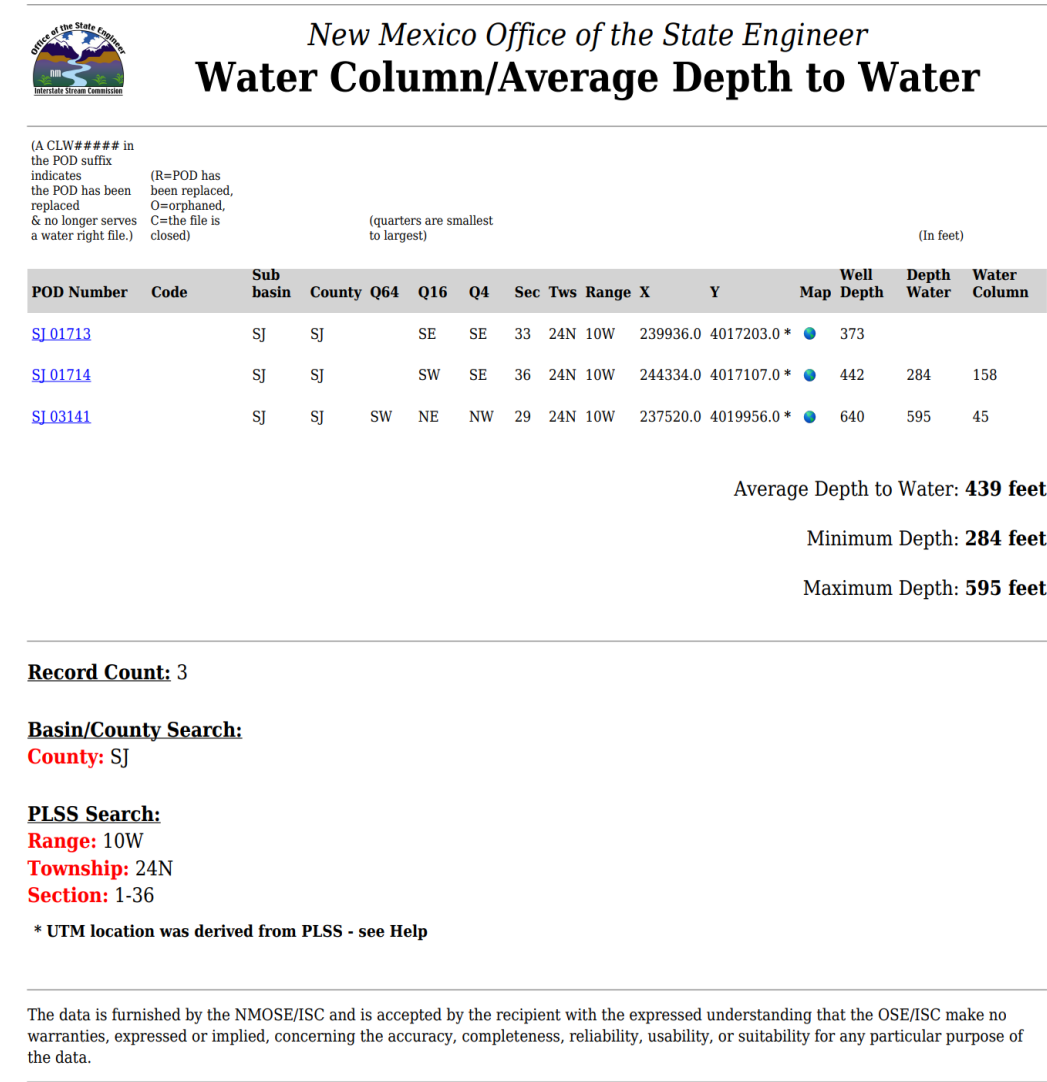 Office of the State Engineer
nm
Interstate Stream Commission
New Mexico Office of the State Engineer
Water Column/Average Depth to Water
(A CLW##### in
the POD suffix
indicates
the POD has been
replaced
& no longer serves
a water right file.)
(R=POD has
been replaced,
O=orphaned,
C=the file is
closed)
(quarters are smallest
to largest)
(In feet)
POD Number Code Sub basin County Q64 Q16 Q4 Sec Tws Range X Y Map Well Depth Depth Water Water Column
SJ 01713 SJ SJ SE SE 33 24N 10W 239936.0 4017203.0 * 373
SJ 01714 SJ SJ SW SE 36 24N 10W 244334.0 4017107.0 * 442 284 158
SJ 03141 SJ SJ SW NE NW 29 24N 10W 237520.0 4019956.0 * 640 595 45
Average Depth to Water: 439 feet
Minimum Depth: 284 feet
Maximum Depth: 595 feet
Record Count: 3
Basin/County Search:
County: SJ
PLSS Search:
Range: 10W
Township: 24N
Section: 1-36
* UTM location was derived from PLSS - see Help
The data is furnished by the NMOSE/ISC and is accepted by the recipient with the expressed understanding that the OSE/ISC make no
warranties, expressed or implied, concerning the accuracy, completeness, reliability, usability, or suitability for any particular purpose of
the data.